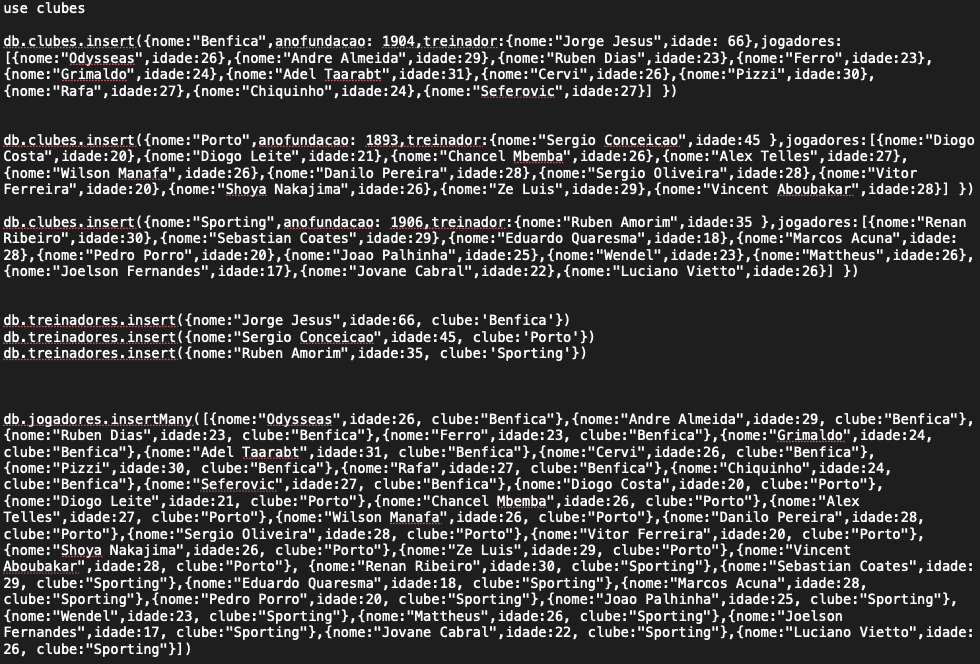 use clubes
db.clubes.insert({nome:"Benfica",anofundacao: 1904,treinador:{nome:"Jorge Jesus",idade: 66},jogadores:
[{nome:"Odysseas",idade:26},{nome:"Andre Almeida",idade:29},{nome:"Ruben Dias",idade:23},{nome:"Ferro",idade:23},
{nome:"Grimaldo",idade:24},{nome:"Adel Taarabt",idade:31},{nome:"Cervi",idade:26},{nome:"Pizzi",idade:30},
{nome:"Rafa",idade:27},{nome:"Chiquinho",idade:24},{nome:"Seferovic",idade:27}] })
db.clubes.insert({nome:"Porto",anofundacao: 1893,treinador:{nome:"Sergio Conceicao",idade:45 },jogadores:[{nome:"Diogo
Costa",idade:20},{nome:"Diogo Leite",idade:21},{nome:"Chancel Mbemba",idade:26},{nome:"Alex Telles",idade:27},
{nome:"Wilson Manafa",idade:26},{nome:"Danilo Pereira",idade:28},{nome:"Sergio Oliveira",idade:28},{nome:"Vitor
Ferreira",idade:20},{nome:"Shoya Nakajima",idade:26},{nome:"Ze Luis",idade:29},{nome:"Vincent Aboubakar",idade:28}] })
db.clubes.insert({nome:"Sporting",anofundacao: 1906,treinador:{nome:"Ruben Amorim",idade:35 },jogadores:[{nome:"Renan
Ribeiro",idade:30},{nome:"Sebastian Coates",idade:29},{nome:"Eduardo Quaresma",idade:18},{nome:"Marcos Acuna",idade:
28},{nome:"Pedro Porro",idade:20},{nome:"Joao Palhinha",idade:25},{nome:"Wendel",idade:23},{nome:"Mattheus",idade:26},
{nome:"Joelson Fernandes",idade:17},{nome:"Jovane Cabral",idade:22},{nome:"Luciano Vietto",idade:26}] })
db.treinadores.insert({nome:"Jorge Jesus",idade:66, clube:'Benfica'})
db.treinadores.insert({nome:"Sergio Conceicao",idade:45, clube:'Porto'})
db.treinadores.insert({nome:"Ruben Amorim",idade:35, clube:'Sporting'})
db.jogadores.insertMany([{nome:"Odysseas",idade:26, clube:"Benfica"},{nome:"Andre Almeida",idade:29, clube:"Benfica"},
{nome:"Ruben Dias",idade:23, clube:"Benfica"},{nome:"Ferro",idade:23, clube:"Benfica"},{nome:"Grimaldo",idade:24,
clube:"Benfica"},{nome:"Adel Taarabt",idade:31, clube:"Benfica"},{nome:"Cervi",idade:26, clube:"Benfica"},
{nome:"Pizzi",idade:30, clube:"Benfica"},{nome:"Rafa",idade:27, clube:"Benfica"},{nome:"Chiquinho",idade:24,
clube:"Benfica"},{nome:"Seferovic",idade:27, clube:"Benfica"},{nome:"Diogo Costa",idade:20, clube:"Porto"},
{nome:"Diogo Leite",idade:21, clube:"Porto"},{nome:"Chancel Mbemba",idade:26, clube:"Porto"},{nome:"Alex
Telles",idade:27, clube:"Porto"},{nome:"Wilson Manafa",idade:26, clube:"Porto"},{nome:"Danilo Pereira",idade:28,
clube:"Porto"},{nome:"Sergio Oliveira",idade:28, clube:"Porto"},{nome:"Vitor Ferreira",idade:20, clube:"Porto"},
{nome:"Shoya Nakajima",idade:26, clube:"Porto"},{nome:"Ze Luis",idade:29, clube:"Porto"},{nome:"Vincent
Aboubakar",idade:28, clube:"Porto"}, {nome:"Renan Ribeiro",idade:30, clube:"Sporting"},{nome:"Sebastian Coates",idade:
29, clube:"Sporting"},{nome:"Eduardo Quaresma",idade:18, clube:"Sporting"},{nome:"Marcos Acuna",idade:28,
clube:"Sporting"},{nome:"Pedro Porro",idade:20, clube:"Sporting"},{nome:"Joao Palhinha",idade:25, clube:"Sporting"},
{nome:"Wendel",idade:23, clube:"Sporting"},{nome:"Mattheus",idade:26, clube:"Sporting"},{nome:"Joelson
Fernandes",idade:17, clube:"Sporting"},{nome:"Jovane Cabral",idade:22, clube:"Sporting"},{nome:"Luciano Vietto",idade:
26, clube:"Sporting"}])